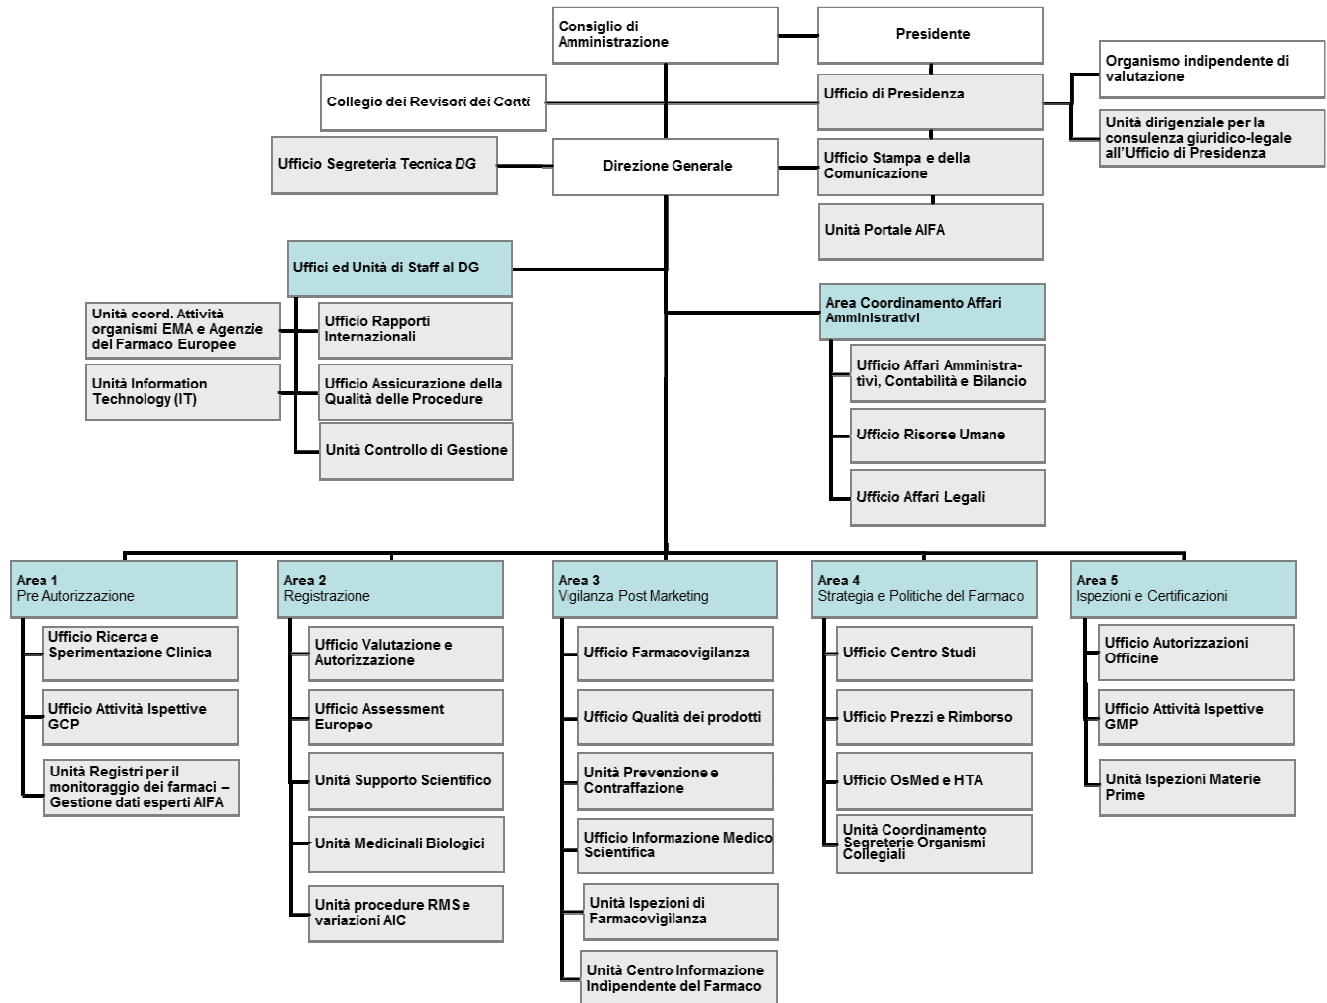 Consiglio di
Amministrazione
Presidente
Organismo indipendente di
valutazione
Collegio dei Revisori dei Conti
Ufficio di Presidenza
Unità dirigenziale per la
consulenza giuridico-legale
all'Ufficio di Presidenza
Ufficio Segreteria Tecnica DG
Direzione Generale
Ufficio Stampa e della
Comunicazione
Unità Portale AIFA
Uffici ed Unità di Staff al DG
Unità coord. Attività
organismi EMA e Agenzie
del Farmaco Europee
Ufficio Rapporti
Internazionali
Unità Information
Technology (IT)
Ufficio Assicurazione della
Qualità delle Procedure
Unità Controllo di Gestione
Area Coordinamento Affari
Amministrativi
Ufficio Affari Amministra-
tivi, Contabilità e Bilancio
Ufficio Risorse Umane
Ufficio Affari Legali
Area 1
Pre Autorizzazione
Ufficio Ricerca e
Sperimentazione Clinica
Ufficio Attività Ispettive
GCP
Unità Registri per il
monitoraggio dei farmaci –
Gestione dati esperti AIFA
Area 2
Registrazione
Ufficio Valutazione e
Autorizzazione
Ufficio Assessment
Europeo
Unità Supporto Scientifico
Unità Medicinali Biologici
Unità procedure RMS e
variazioni AIC
Area 3
Vigilanza Post Marketing
Ufficio Farmacovigilanza
Ufficio Qualità dei prodotti
Unità Prevenzione e
Contraffazione
Ufficio Informazione Medico
Scientifica
Unità Ispezioni di
Farmacovigilanza
Unità Centro Informazione
Indipendente del Farmaco
Area 4
Strategia e Politiche del Farmaco
Ufficio Centro Studi
Ufficio Prezzi e Rimborso
Ufficio OsMed e HTA
Unità Coordinamento
Segreterie Organismi
Collegiali
Area 5
Ispezioni e Certificazioni
Ufficio Autorizzazioni
Officine
Ufficio Attività Ispettive
GMP
Unità Ispezioni Materie
Prime